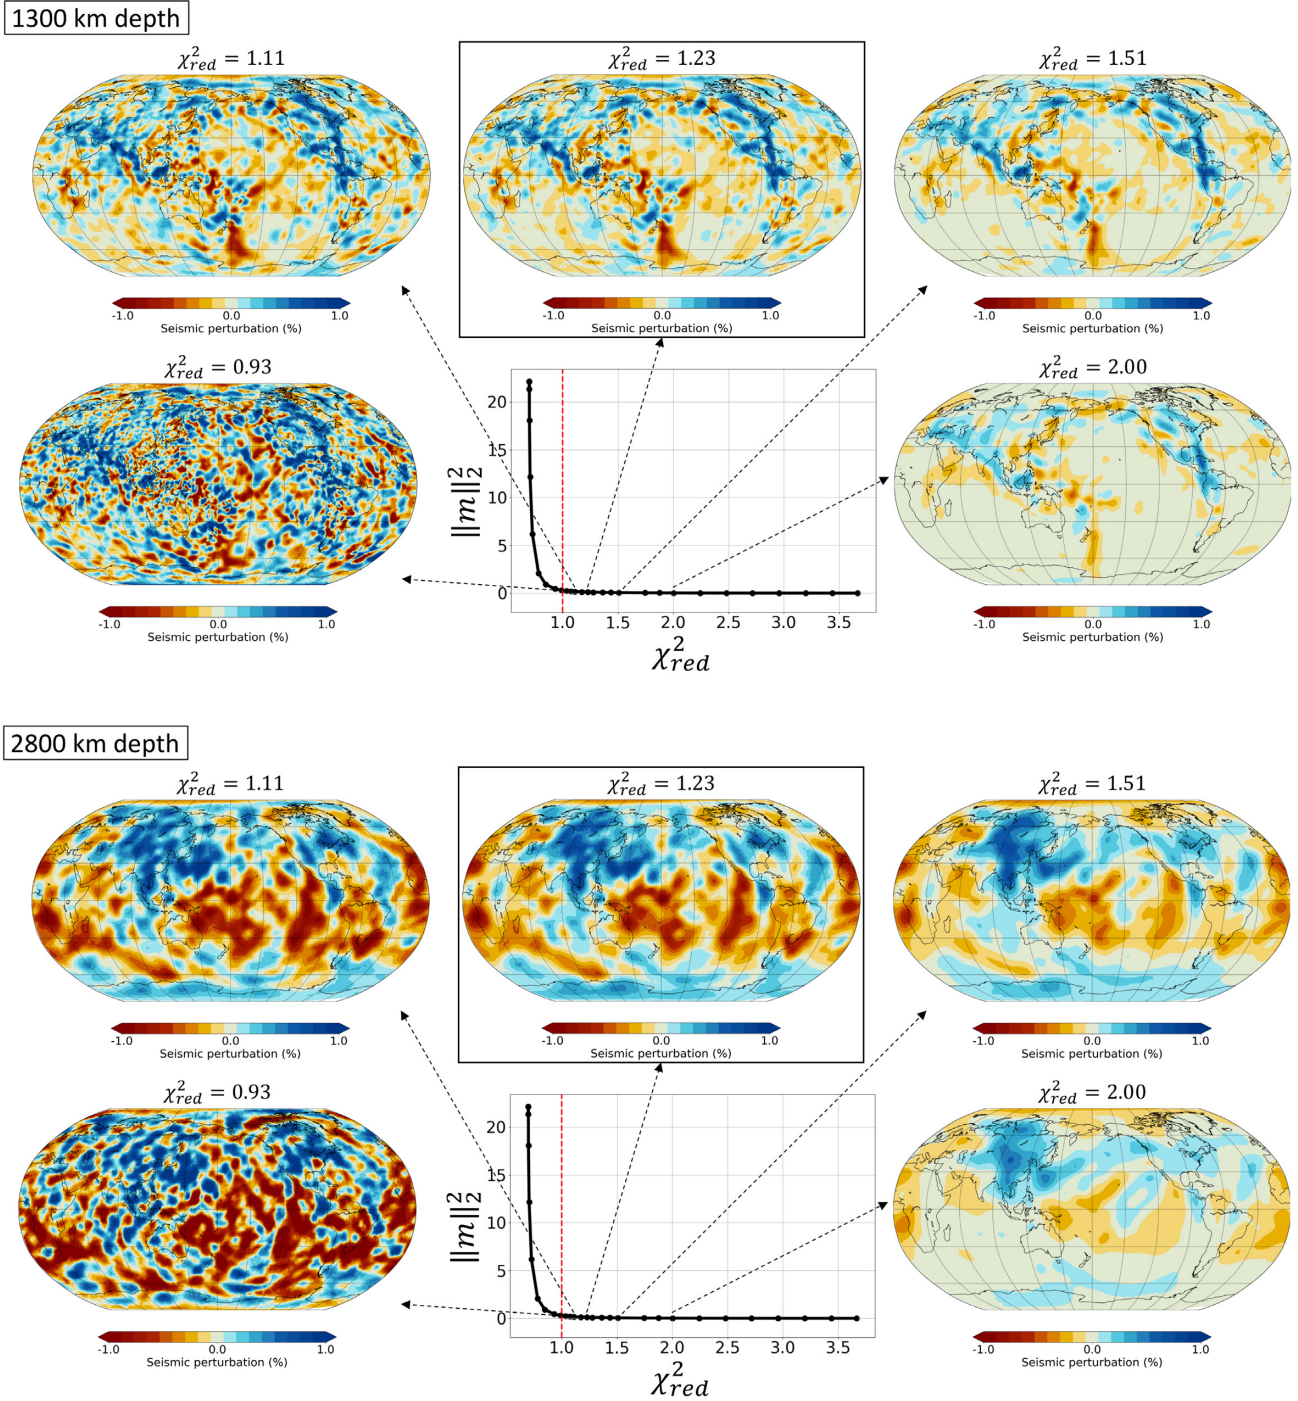 1300 km depth
χ²red = 1.11
χ²red = 1.23
χ²red = 1.51
-1.0 0.0 1.0
Seismic perturbation (%)
-1.0 0.0 1.0
Seismic perturbation (%)
-1.0 0.0 1.0
Seismic perturbation (%)
χ²red = 0.93
χ²red = 2.00
-1.0 0.0 1.0
Seismic perturbation (%)
20
15
10
5
0
||m||²₂
1.0 1.5 2.0 2.5 3.0 3.5
χ²red
-1.0 0.0 1.0
Seismic perturbation (%)
2800 km depth
χ²red = 1.11
χ²red = 1.23
χ²red = 1.51
-1.0 0.0 1.0
Seismic perturbation (%)
-1.0 0.0 1.0
Seismic perturbation (%)
-1.0 0.0 1.0
Seismic perturbation (%)
χ²red = 0.93
χ²red = 2.00
-1.0 0.0 1.0
Seismic perturbation (%)
20
15
10
5
0
||m||²₂
1.0 1.5 2.0 2.5 3.0 3.5
χ²red
-1.0 0.0 1.0
Seismic perturbation (%)